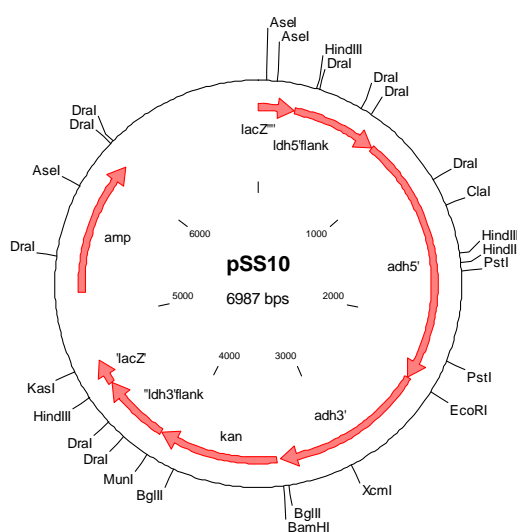 AseI
AseI
HindIII
DraI
DraI
DraI
DraI
DraI
DraI
AseI
ClaI
DraI
HindIII
HindIII
PstI
PstI
EcoRI
XcmI
BglII
BamHI
BglII
MunI
DraI
DraI
HindIII
KasI
lacZ''''
ldh5'flank
adh5'
adh3'
kan
"ldh3'flank
'lacZ'
amp
1000
2000
3000
4000
5000
6000
pSS10
6987 bps